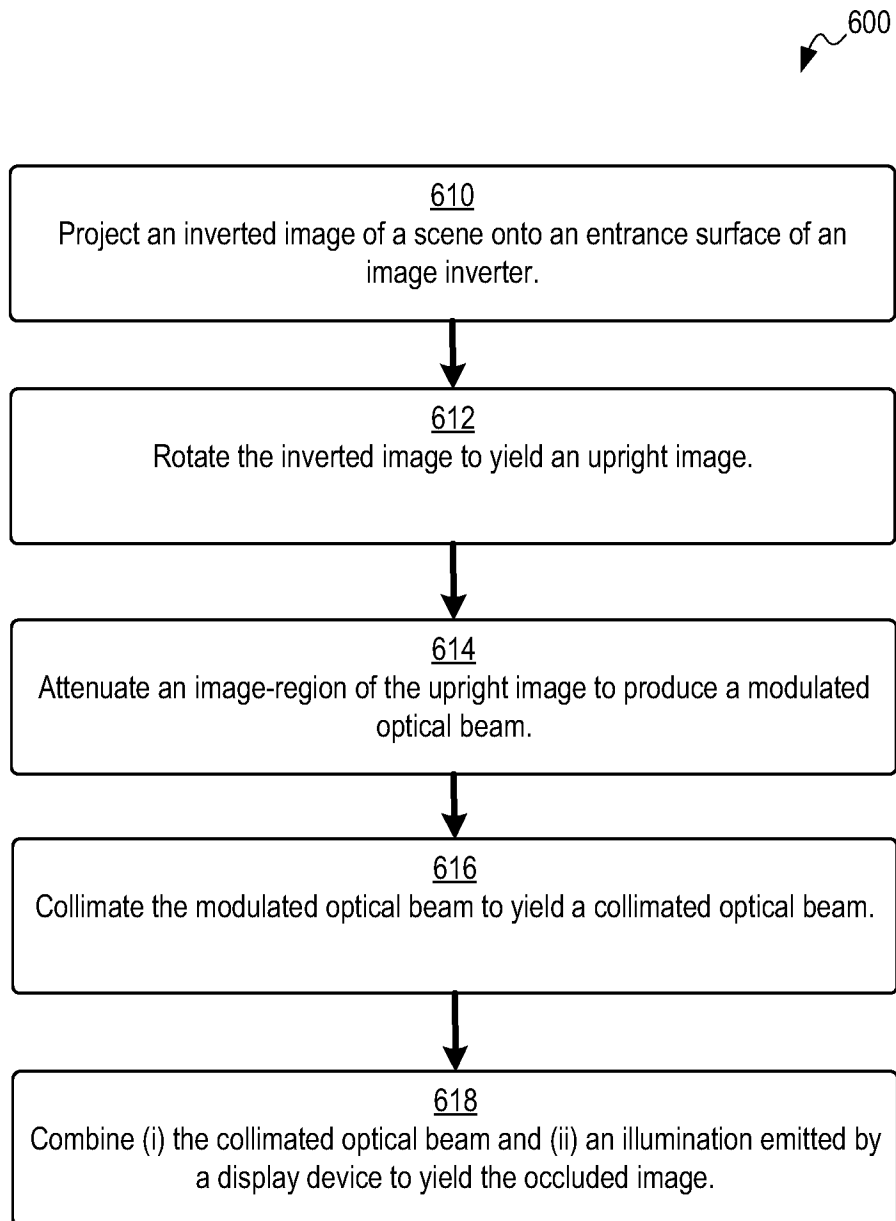 600
610
Project an inverted image of a scene onto an entrance surface of an
image inverter.
612
Rotate the inverted image to yield an upright image.
614
Attenuate an image-region of the upright image to produce a modulated
optical beam.
616
Collimate the modulated optical beam to yield a collimated optical beam.
618
Combine (i) the collimated optical beam and (ii) an illumination emitted by
a display device to yield the occluded image.